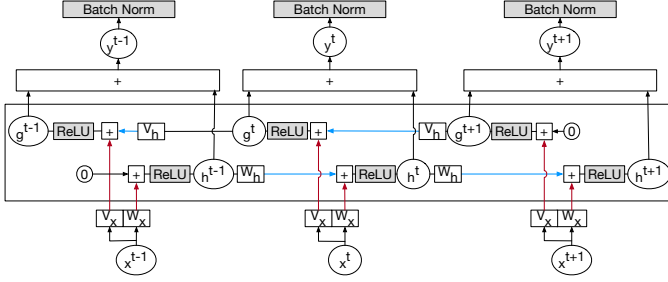 Batch Norm Batch Norm Batch Norm
y^t-1 y^t y^t+1
+ + +
g^t-1 ReLU + V_h g^t ReLU + V_h g^t+1 ReLU + 0
0 + ReLU h^t-1 W_h + ReLU h^t W_h + ReLU h^t+1
V_x W_x V_x W_x V_x W_x
x^t-1 x^t x^t+1